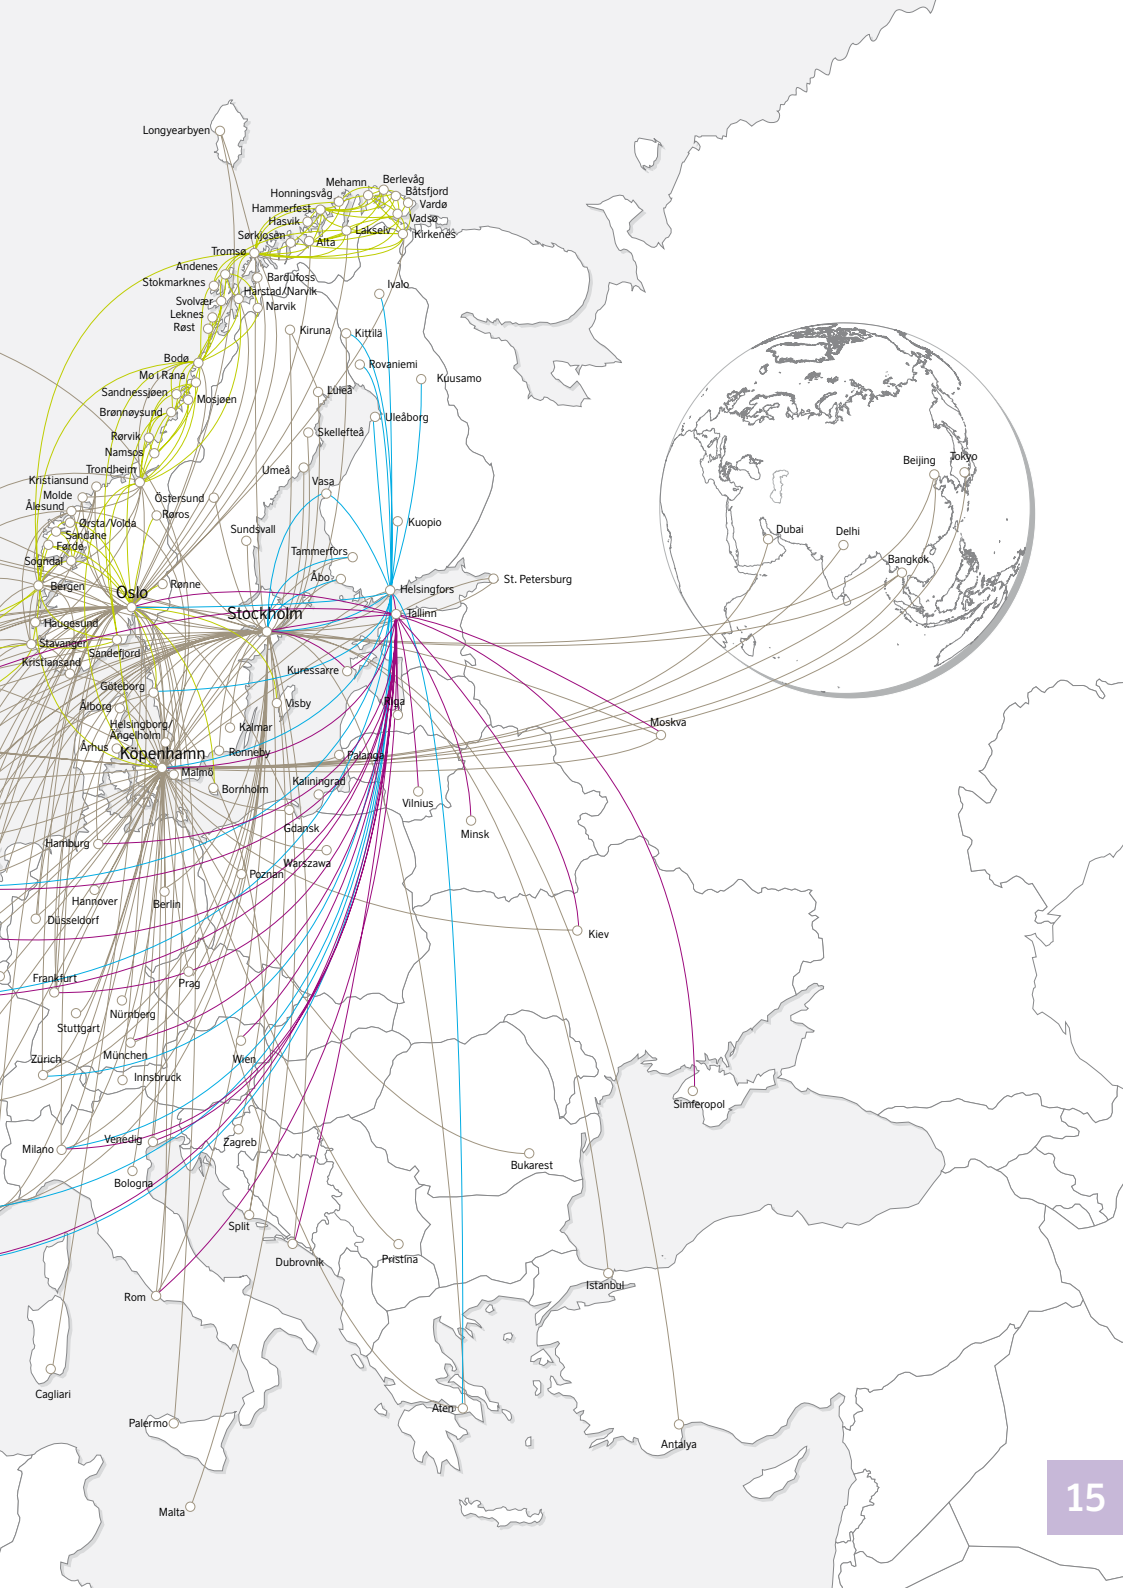 Longyearbyen
Berlevåg
Mehamn
Båtsfjord
Honningsvåg
Vardø
Hammerfest
Vadsø
Hasvik
Lakselv
Kirkenes
Sørkjosen
Alta
Tromsø
Andenes
Bardufoss
Stokmarknes
Harstad/Narvik
Ivalo
Svolvær
Narvik
Leknes
Røst
Kiruna
Kittilä
Bodø
Rovaniemi
Mo i Rana
Kuusamo
Sandnessjøen
Mosjøen
Luleå
Brønnøysund
Uleåborg
Rørvik
Skellefteå
Namsos
Trondheim
Umeå
Kristiansund
Vasa
Molde
Östersund
Ålesund
Røros
Ørsta/Volda
Sundsvall
Kuopio
Sandane
Førde
Tammerfors
Sogndal
Åbo
St. Petersburg
Bergen
Oslo
Rønne
Helsingfors
Stockholm
Tallinn
Haugesund
Stavanger
Sandefjord
Kristiansand
Kuressarre
Göteborg
Visby
Riga
Ålborg
Helsingborg/
Ängelholm
Kalmar
Århus
Köpenhamn
Ronneby
Palanga
Malmö
Kaliningrad
Bornholm
Vilnius
Gdansk
Minsk
Hamburg
Warszawa
Poznan
Hannover
Berlin
Düsseldorf
Kiev
Frankfurt
Prag
Nürnberg
Stuttgart
München
Zürich
Wien
Innsbruck
Simferopol
Milano
Venedig
Zagreb
Bologna
Bukarest
Split
Dubrovnik
Pristina
Rom
Istanbul
Cagliari
Aten
Palermo
Antalya
Malta
Moskva
Beijing
Tokyo
Dubai
Delhi
Bangkok
15